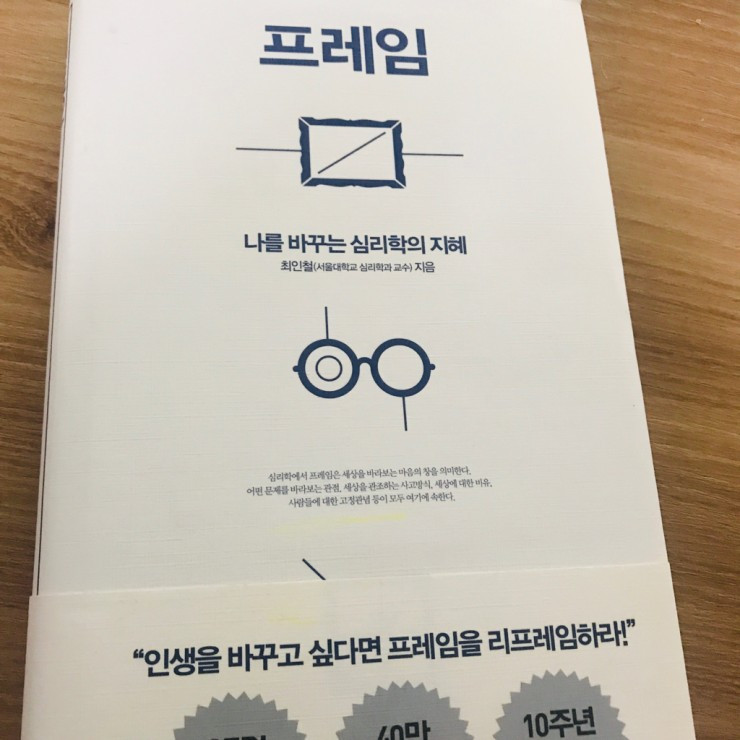 프레임
나를 바꾸는 심리학의 지혜
최인철(서울대학교 심리학과 교수) 지음
심리학에서 프레임은 세상을 바라보는 마음의 창을 의미한다.
어떤 문제를 바라보는 관점, 세상을 관조하는 사고방식, 세상에 대한 비유,
사람들에 대한 고정관념 등이 모두 여기에 속한다.
“인생을 바꾸고 싶다면 프레임을 리프레임하라!”
40만
10주년